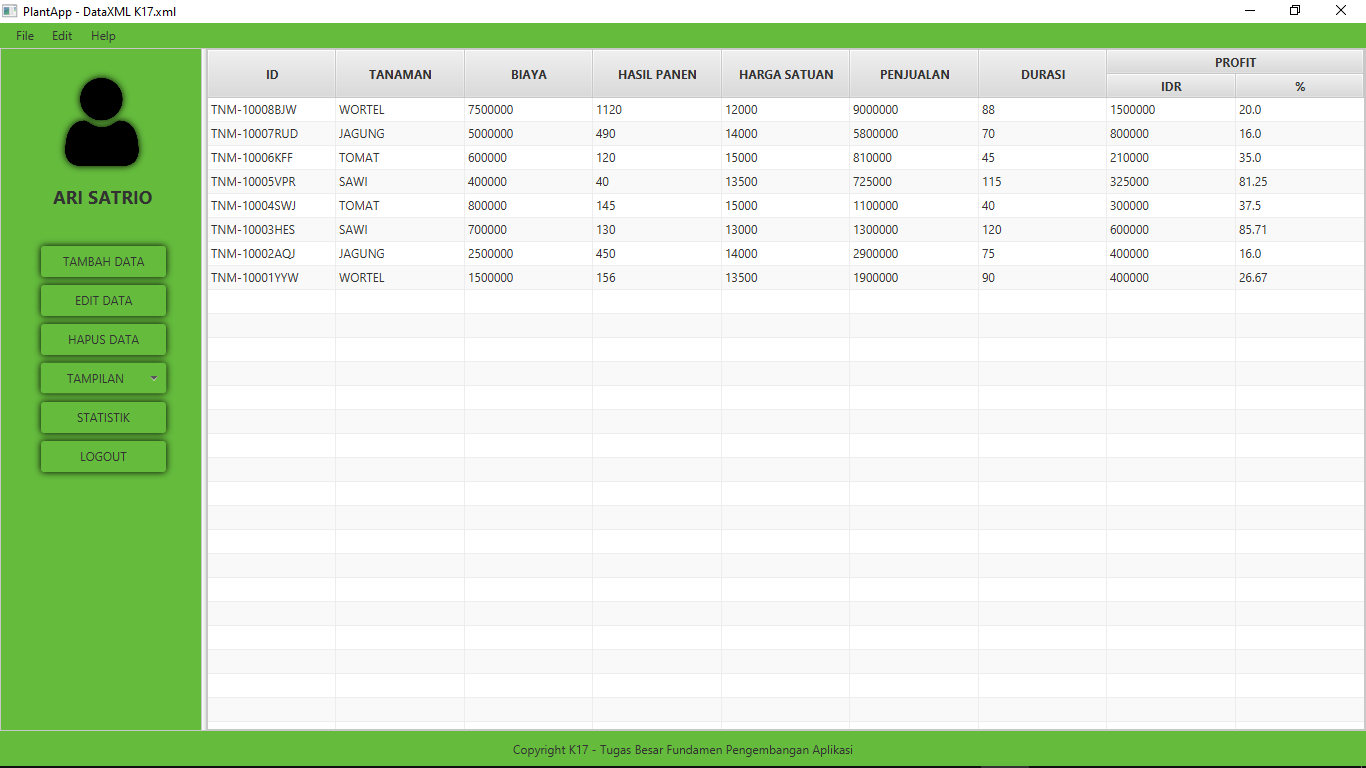 PlantApp - DataXML K17.xml
File Edit Help
ARI SATRIO
TAMBAH DATA
EDIT DATA
HAPUS DATA
TAMPILAN
STATISTIK
LOGOUT
ID TANAMAN BIAYA HASIL PANEN HARGA SATUAN PENJUALAN DURASI PROFIT
IDR %
TNM-10008BJW WORTEL 7500000 1120 12000 9000000 88 1500000 20.0
TNM-10007RUD JAGUNG 5000000 490 14000 5800000 70 800000 16.0
TNM-10006KFF TOMAT 600000 120 15000 810000 45 210000 35.0
TNM-10005VPR SAWI 400000 40 13500 725000 115 325000 81.25
TNM-10004SWJ TOMAT 800000 145 15000 1100000 40 300000 37.5
TNM-10003HES SAWI 700000 130 13000 1300000 120 600000 85.71
TNM-10002AQJ JAGUNG 2500000 450 14000 2900000 75 400000 16.0
TNM-10001YYW WORTEL 1500000 156 13500 1900000 90 400000 26.67
Copyright K17 - Tugas Besar Fundamen Pengembangan Aplikasi